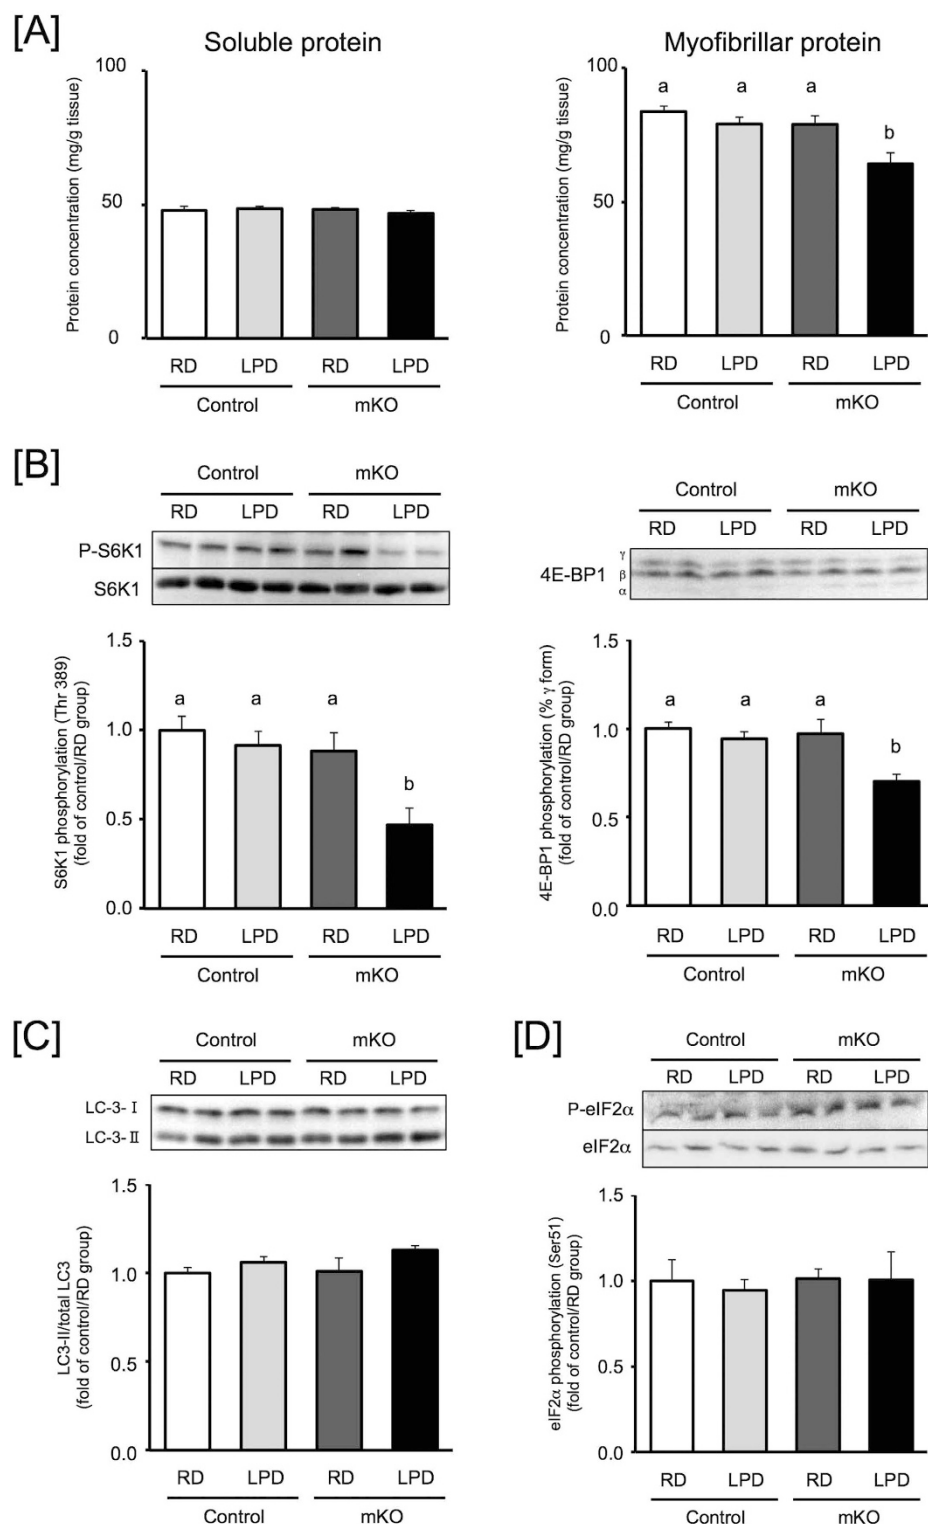 [A]
Soluble protein
Protein concentration (mg/g tissue)
100
50
0
RD LPD RD LPD
Control mKO
Myofibrillar protein
Protein concentration (mg/g tissue)
100
50
0
a a a b
RD LPD RD LPD
Control mKO
[B]
Control mKO
RD LPD RD LPD
P-S6K1
S6K1
S6K1 phosphorylation (Thr 389)
(fold of control/RD group)
1.5
1.0
0.5
0.0
a a a b
RD LPD RD LPD
Control mKO
Control mKO
RD LPD RD LPD
4E-BP1
γ
β
α
4E-BP1 phosphorylation (% γ form)
(fold of control/RD group)
1.5
1.0
0.5
0.0
a a a b
RD LPD RD LPD
Control mKO
[C]
Control mKO
RD LPD RD LPD
LC-3-Ⅰ
LC-3-Ⅱ
LC3-II/total LC3
(fold of control/RD group)
1.5
1.0
0.5
0.0
RD LPD RD LPD
Control mKO
[D]
Control mKO
RD LPD RD LPD
P-eIF2α
eIF2α
eIF2α phosphorylation (Ser51)
(fold of control/RD group)
1.5
1.0
0.5
0.0
RD LPD RD LPD
Control mKO